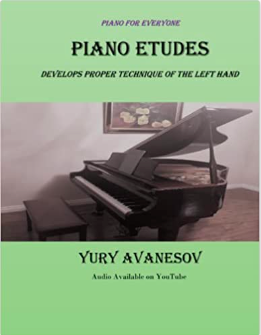 PIANO FOR EVERYONE
PIANO ETUDES
DEVELOPS PROPER TECHNIQUE OF THE LEFT HAND
YURY AVANESOV
Audio Available on YouTube